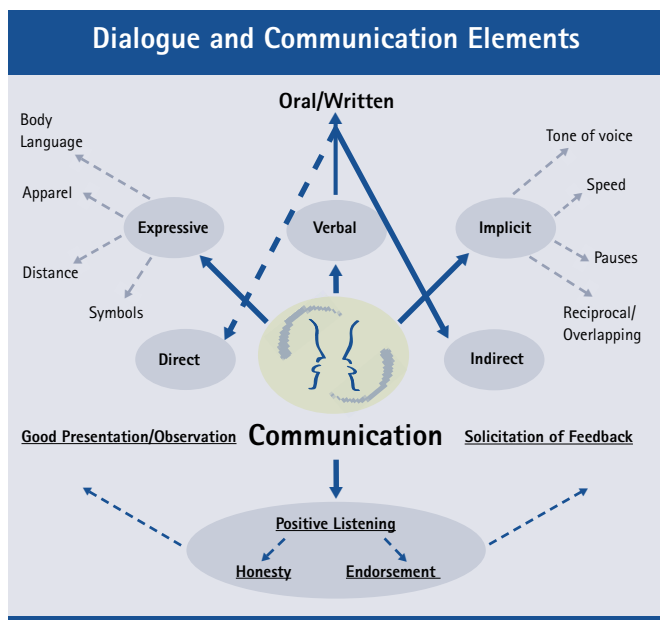 Dialogue and Communication Elements
Oral/Written
Body
Language
Tone of voice
Apparel
Speed
Expressive
Verbal
Implicit
Distance
Pauses
Symbols
Reciprocal/
Overlapping
Direct
Indirect
Good Presentation/Observation
Communication
Solicitation of Feedback
Positive Listening
Honesty
Endorsement